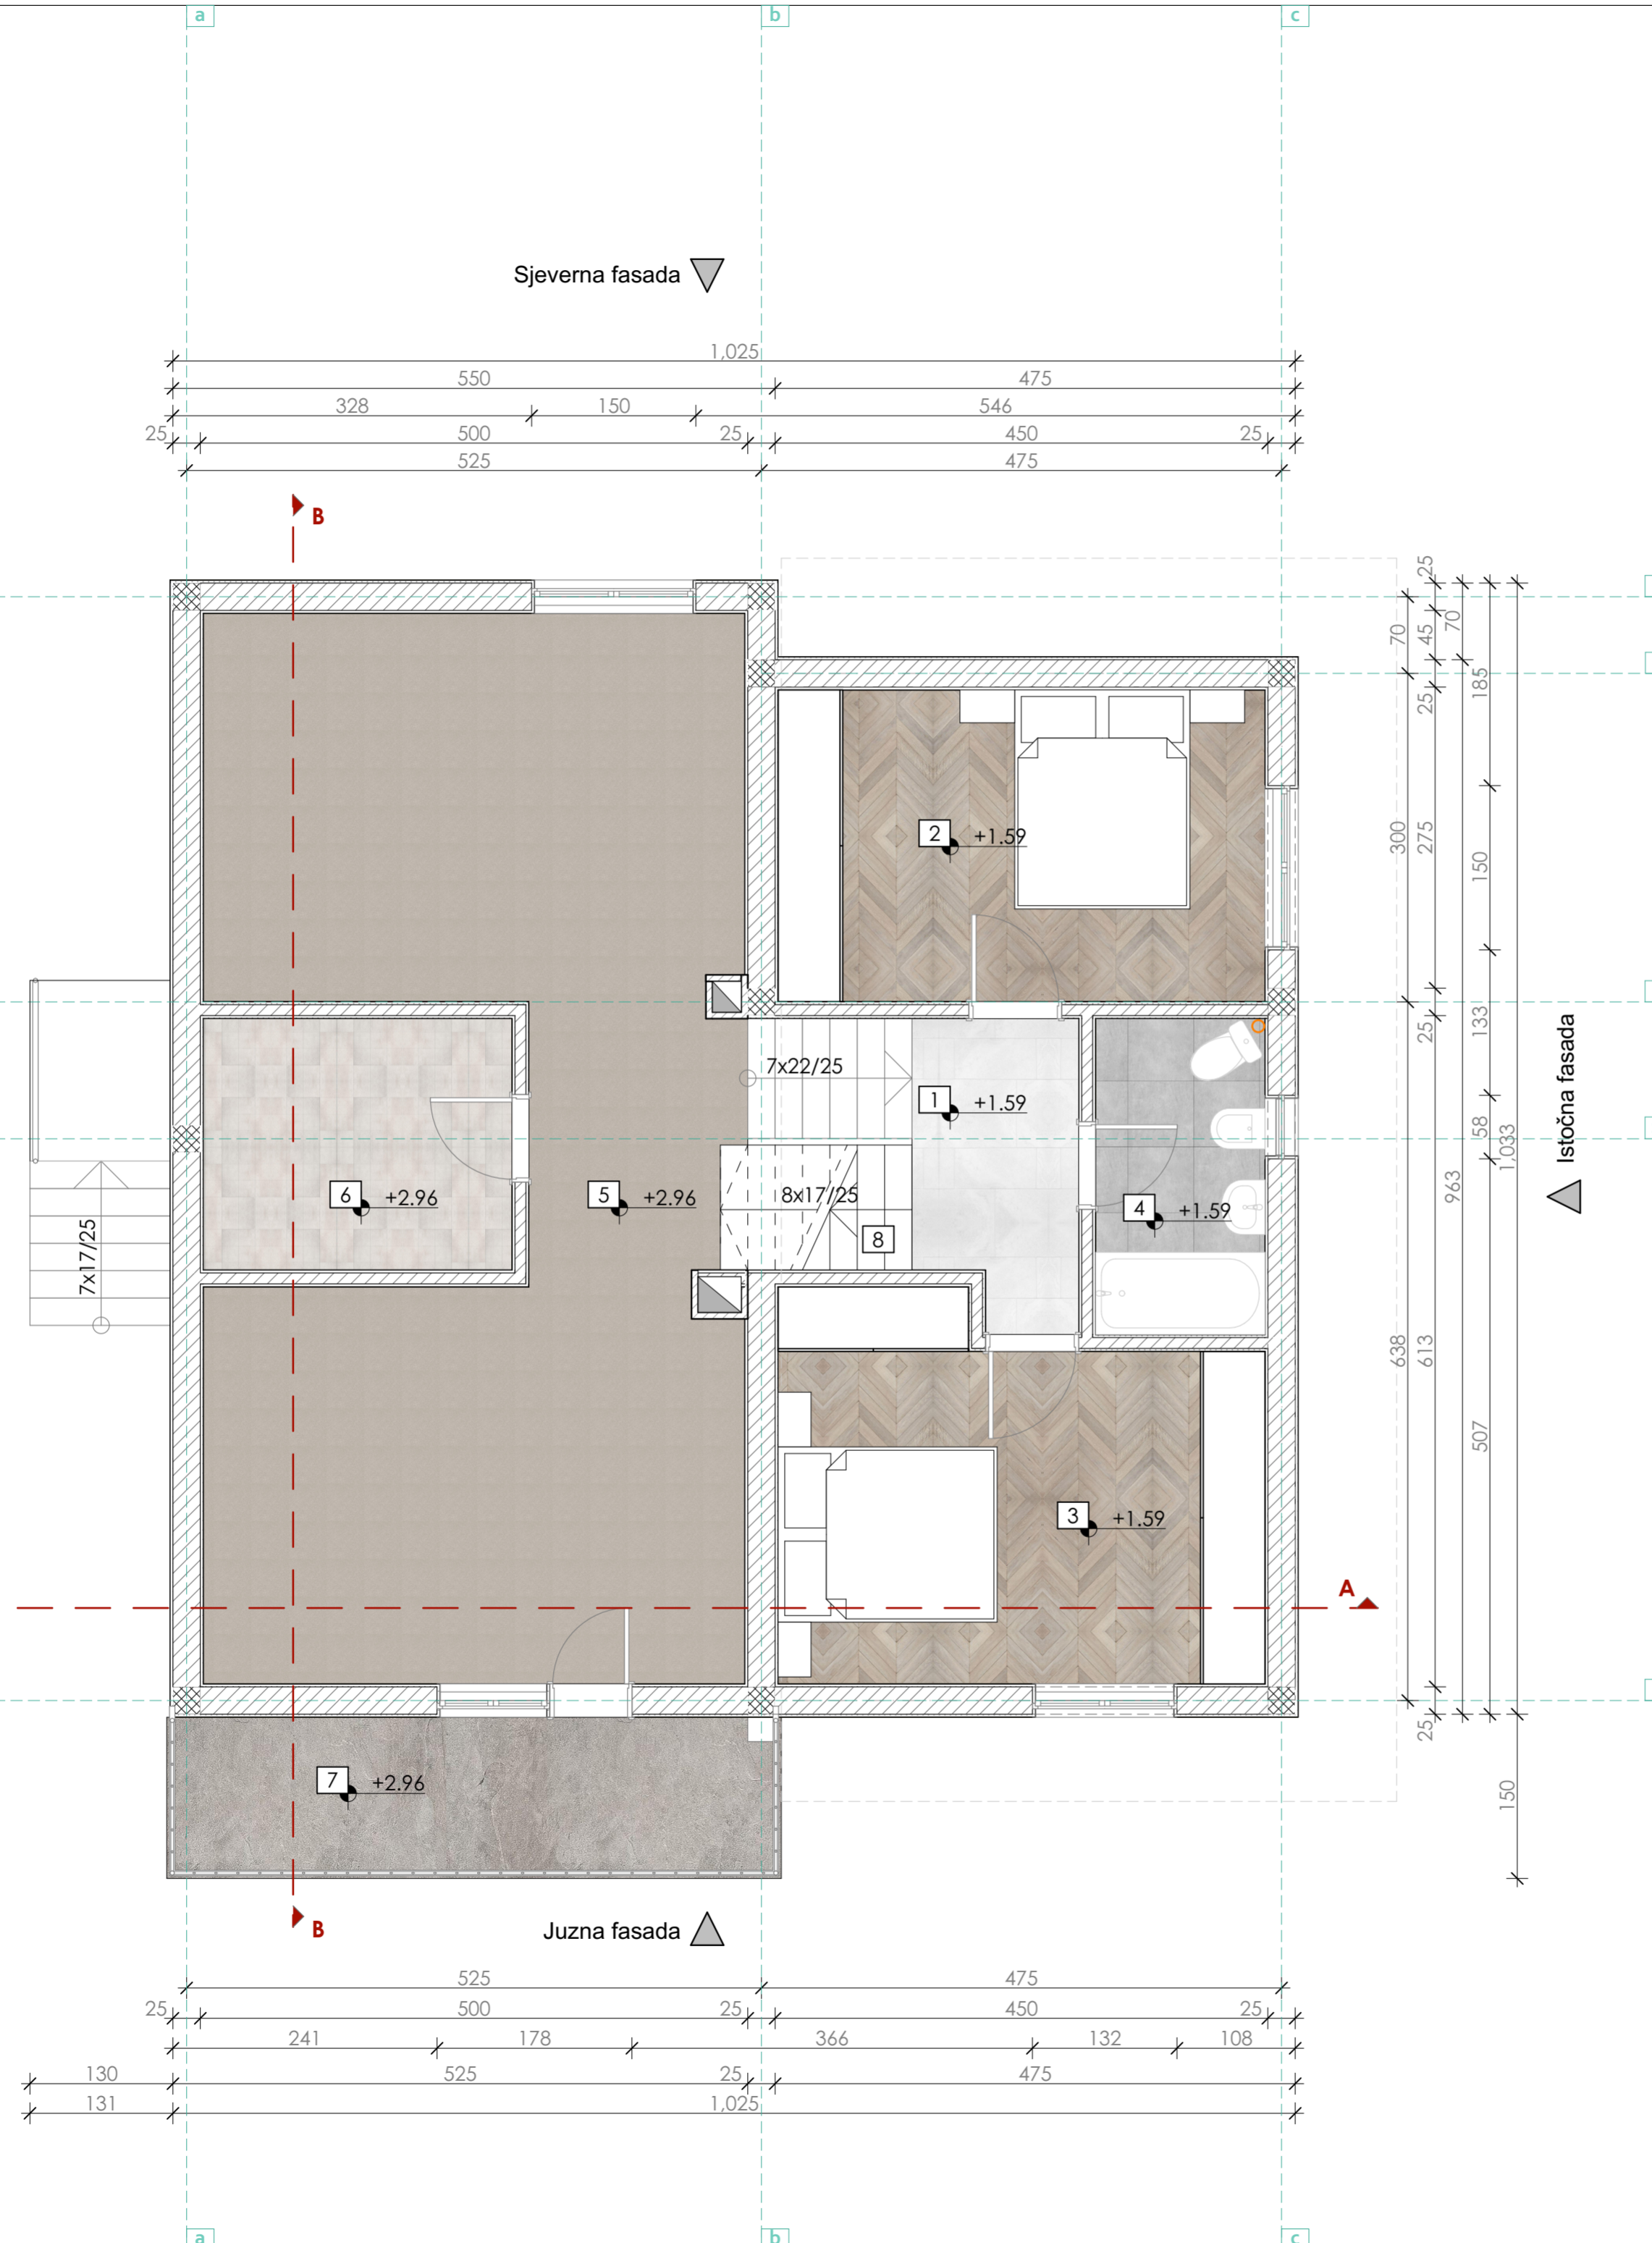 a b c
Sjeverna fasada
1,025
550 475
328 150 546
25 500 25 450 25
525 475
B
25
70 45 70
25 185
2 +1.59
300 275 150
7x22/25
1 +1.59
25 133
58 1,033
Istočna fasada
963
6 +2.96
5 +2.96
8x17/25
8
4 +1.59
7x17/25
638 613
507
3 +1.59
A
25
7 +2.96
150
B
Juzna fasada
525 475
25 500 25 450 25
241 178 366 132 108
130 525 25 475
131 1,025
a b c